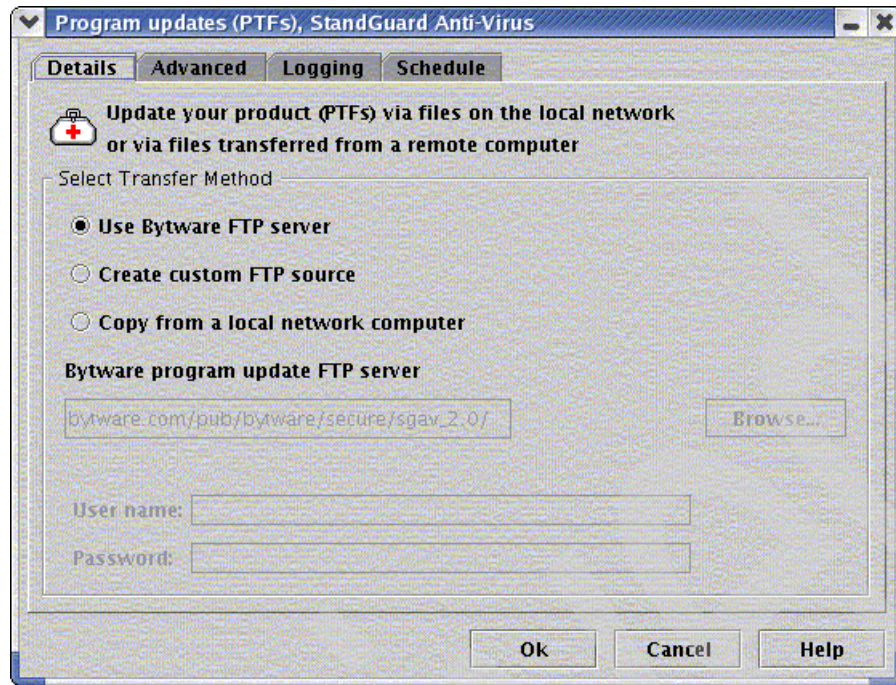 Program updates (PTFs), StandGuard Anti-Virus
Details Advanced Logging Schedule
Update your product (PTFs) via files on the local network
or via files transferred from a remote computer
Select Transfer Method
Use Bytware FTP server
Create custom FTP source
Copy from a local network computer
Bytware program update FTP server
bytware.com/pub/bytware/secure/sgav_2.0/ Browse...
User name:
Password:
Ok Cancel Help